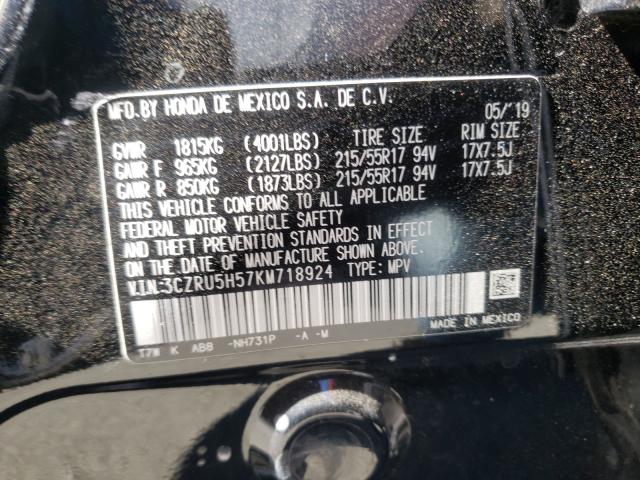 MFD.BY HONDA DE MEXICO S.A. DE C.V.
05/'19
GVWR 1815KG (4001LBS) TIRE SIZE RIM SIZE
GAWR F 965KG (2127LBS) 215/55R17 94V 17X7.5J
GAWR R 850KG (1873LBS) 215/55R17 94V 17X7.5J
THIS VEHICLE CONFORMS TO ALL APPLICABLE
FEDERAL MOTOR VEHICLE SAFETY
AND THEFT PREVENTION STANDARDS IN EFFECT
ON THE DATE OF MANUFACTURE SHOWN ABOVE.
V.I.N:3CZRU5H57KM718924 TYPE: MPV
T7W K ABB -NH731P -A -M
MADE IN MEXICO